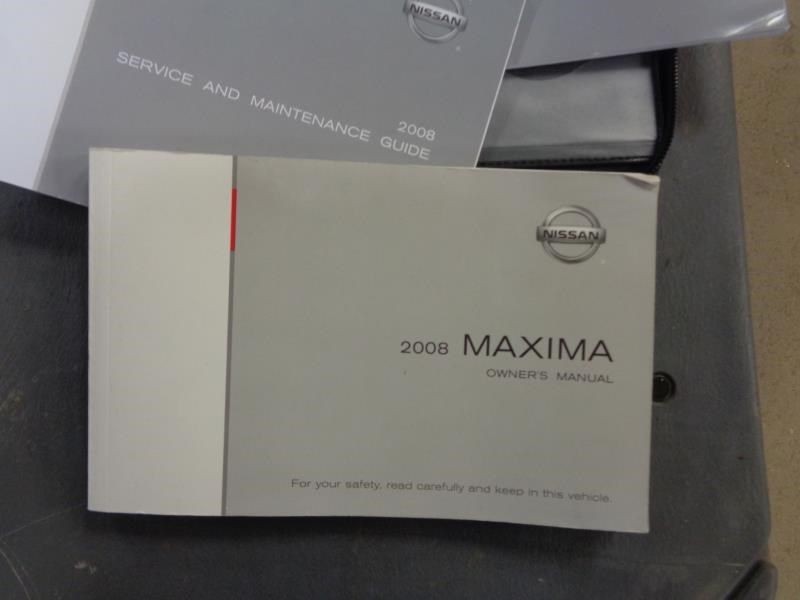 NISSAN
SERVICE AND MAINTENANCE GUIDE
2008
NISSAN
2008 MAXIMA
OWNER'S MANUAL
For your safety, read carefully and keep in this vehicle.